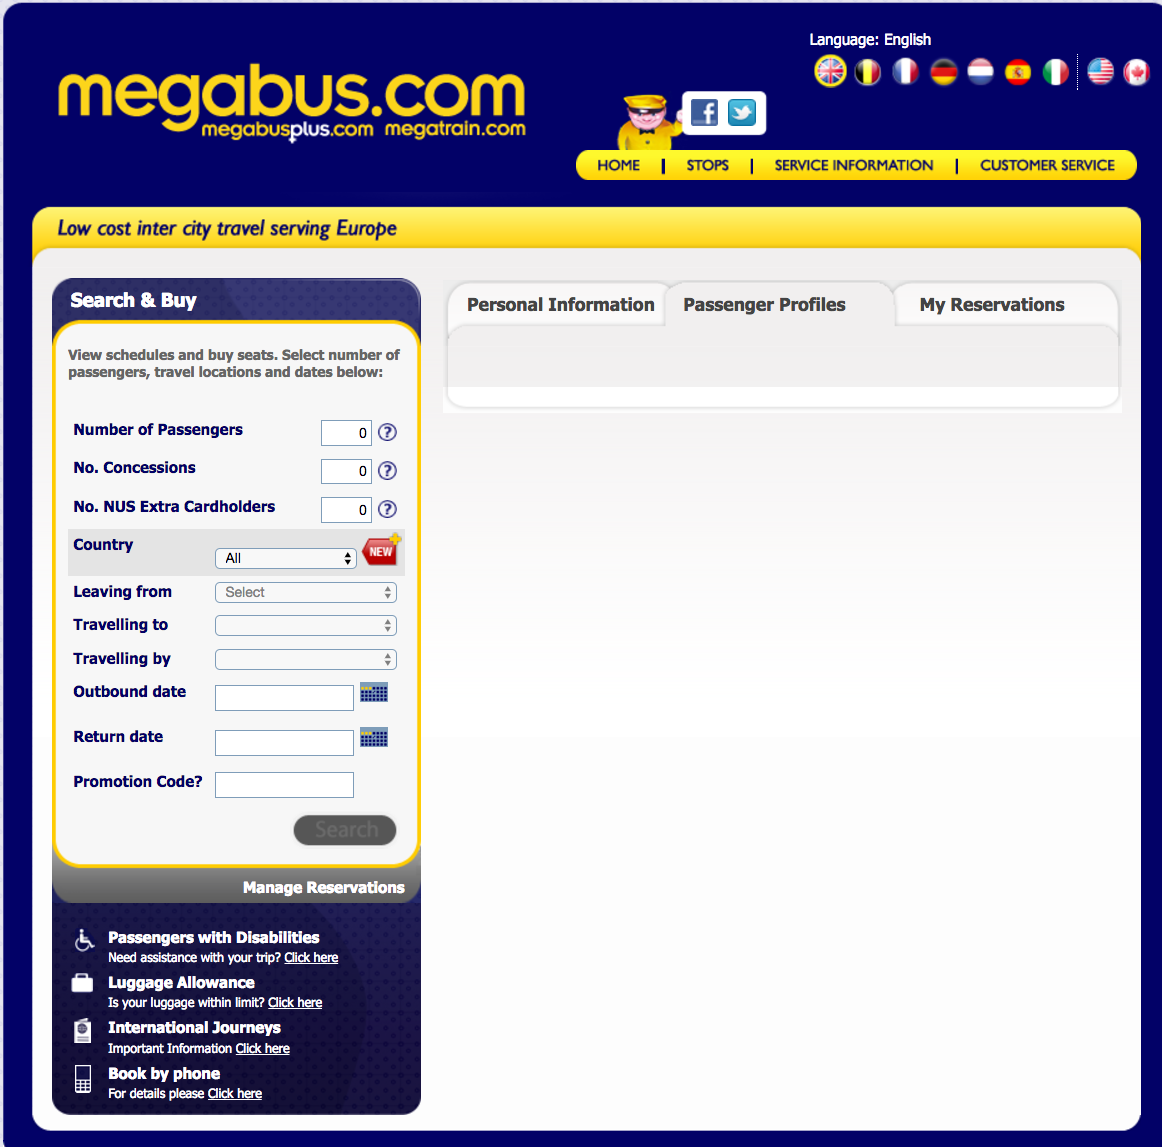 Language: English
megabus.com
megabusplus.com megatrain.com
HOME | STOPS | SERVICE INFORMATION | CUSTOMER SERVICE
Low cost inter city travel serving Europe
Search & Buy
View schedules and buy seats. Select number of
passengers, travel locations and dates below:
Number of Passengers 0 ?
No. Concessions 0 ?
No. NUS Extra Cardholders 0 ?
Country All NEW
Leaving from Select
Travelling to
Travelling by
Outbound date
Return date
Promotion Code?
Search
Manage Reservations
Passengers with Disabilities
Need assistance with your trip? Click here
Luggage Allowance
Is your luggage within limit? Click here
International Journeys
Important Information Click here
Book by phone
For details please Click here
Personal Information Passenger Profiles My Reservations